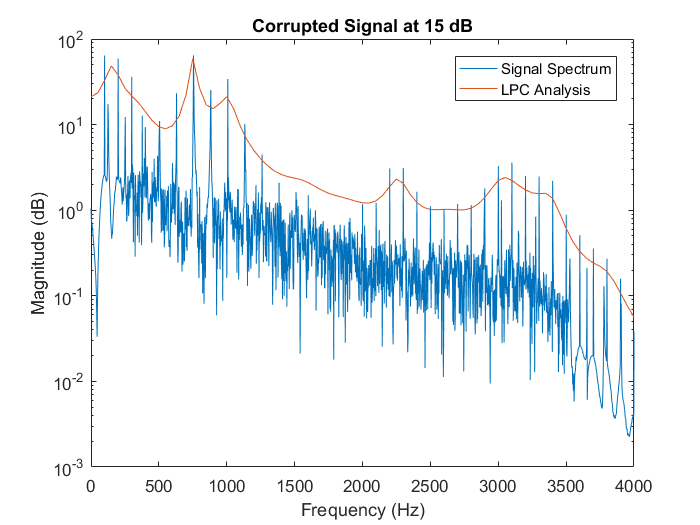 Corrupted Signal at 15 dB
Signal Spectrum
LPC Analysis
Magnitude (dB)
10^2
10^1
10^0
10^-1
10^-2
10^-3
0 500 1000 1500 2000 2500 3000 3500 4000
Frequency (Hz)